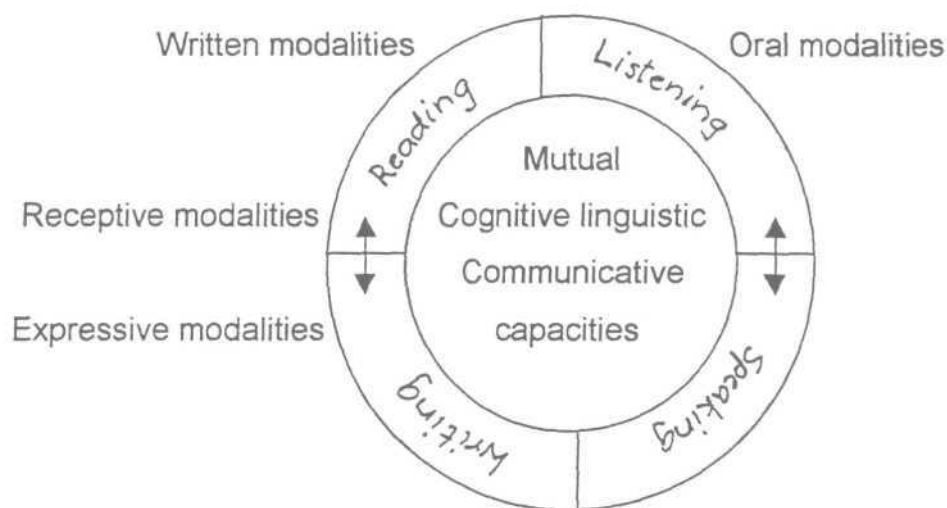 Written modalities
Oral modalities
Listening
Reading
Mutual
Cognitive linguistic
Communicative
capacities
Receptive modalities
Expressive modalities
Writing
Speaking